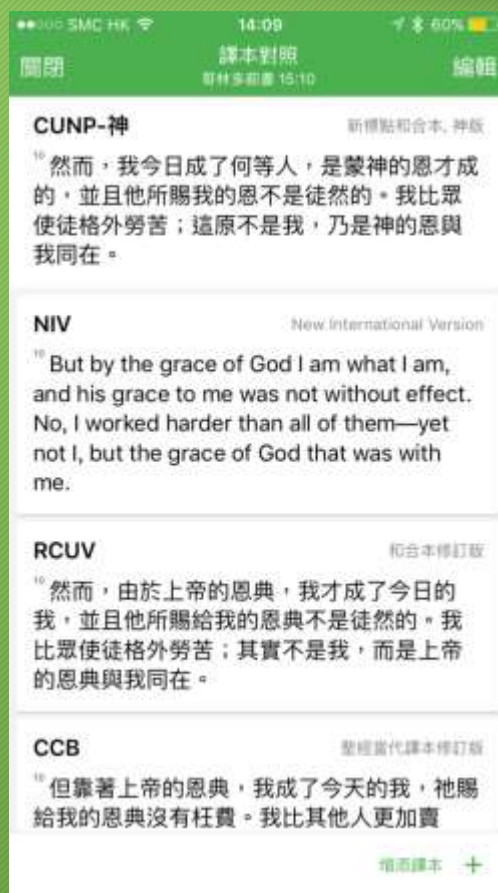 SMC HK 14:09 60%
關閉 譯本對照 編輯
哥林多前書 15:10
CUNP-神 新標點和合本, 神版
10 然而，我今日成了何等人，是蒙神的恩才成
的，並且他所賜我的恩不是徒然的。我比眾
使徒格外勞苦；這原不是我，乃是神的恩與
我同在。
NIV New International Version
10 But by the grace of God I am what I am,
and his grace to me was not without effect.
No, I worked harder than all of them—yet
not I, but the grace of God that was with
me.
RCUV 和合本修訂版
10 然而，由於上帝的恩典，我才成了今日的
我，並且他所賜給我的恩典不是徒然的。我
比眾使徒格外勞苦；其實不是我，而是上帝
的恩典與我同在。
CCB 聖經當代譯本修訂版
10 但靠著上帝的恩典，我成了今天的我，祂賜
給我的恩典沒有枉費。我比其他人更加賣
增添譯本 +